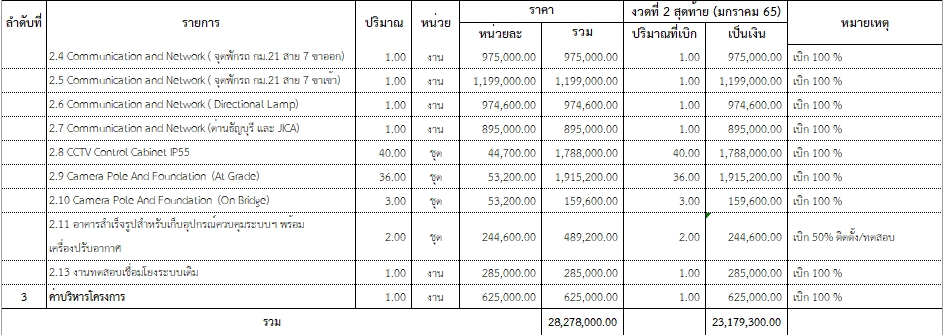 ลำดับที่ รายการ ปริมาณ หน่วย ราคา งวดที่ 2 สุดท้าย (มกราคม 65) หมายเหตุ
หน่วยละ รวม ปริมาณที่เบิก เป็นเงิน
2.4 Communication and Network ( จุดพักรถ กม.21 สาย 7 ขาออก) 1.00 งาน 975,000.00 975,000.00 1.00 975,000.00 เบิก 100 %
2.5 Communication and Network ( จุดพักรถ กม.21 สาย 7 ขาเข้า) 1.00 งาน 1,199,000.00 1,199,000.00 1.00 1,199,000.00 เบิก 100 %
2.6 Communication and Network ( Directional Lamp) 1.00 งาน 974,600.00 974,600.00 1.00 974,600.00 เบิก 100 %
2.7 Communication and Network (ด่านธัญบุรี และ JICA) 1.00 งาน 895,000.00 895,000.00 1.00 895,000.00 เบิก 100 %
2.8 CCTV Control Cabinet IP55 40.00 ชุด 44,700.00 1,788,000.00 40.00 1,788,000.00 เบิก 100 %
2.9 Camera Pole And Foundation (At Grade) 36.00 ชุด 53,200.00 1,915,200.00 36.00 1,915,200.00 เบิก 100 %
2.10 Camera Pole And Foundation (On Bridge) 3.00 ชุด 53,200.00 159,600.00 3.00 159,600.00 เบิก 100 %
2.11 อาคารสำเร็จรูปสำหรับเก็บอุปกรณ์ควบคุมระบบฯ พร้อม
เครื่องปรับอากาศ 2.00 ชุด 244,600.00 489,200.00 2.00 244,600.00 เบิก 50% ติดตั้ง/ทดสอบ
2.13 งานทดสอบเชื่อมโยงระบบเดิม 1.00 งาน 285,000.00 285,000.00 1.00 285,000.00 เบิก 100 %
3 ค่าบริหารโครงการ 1.00 งาน 625,000.00 625,000.00 1.00 625,000.00 เบิก 100 %
รวม 28,278,000.00 23,179,300.00